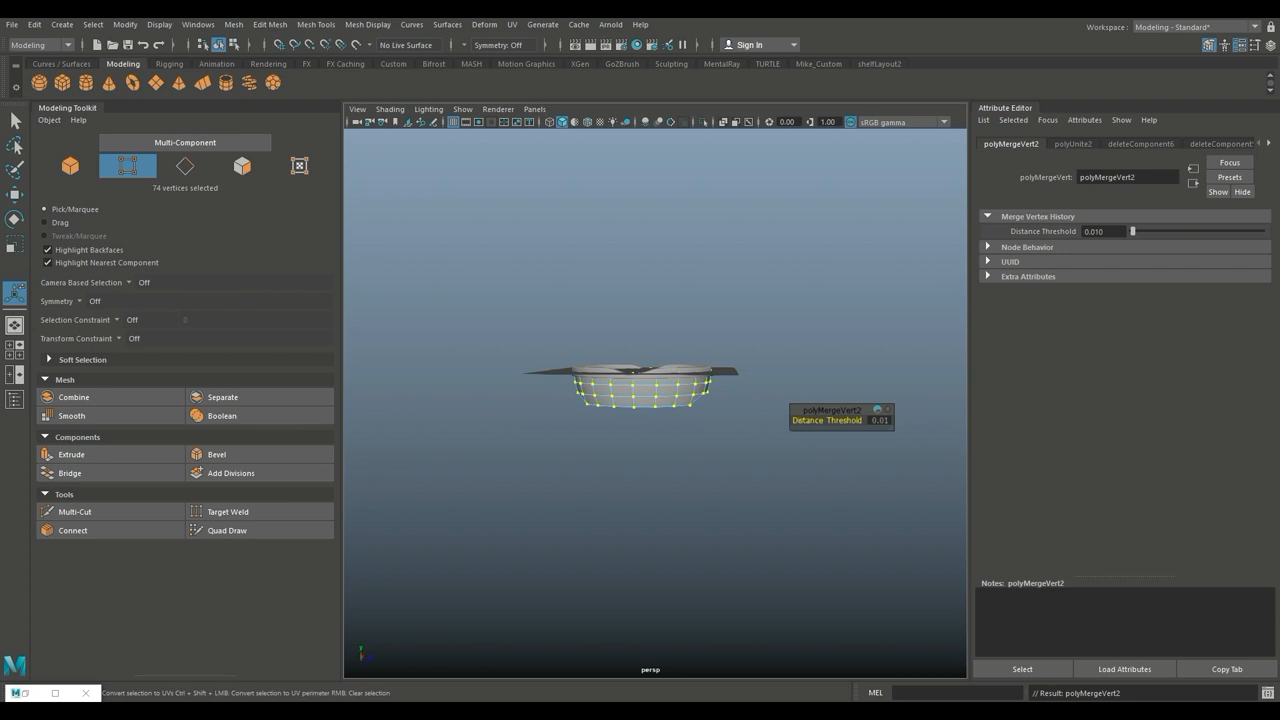 File Edit Create Select Modify Display Windows Mesh Edit Mesh Mesh Tools Mesh Display Curves Surfaces Deform UV Generate Cache Arnold Help
Workspace : Modeling - Standard*
Modeling No Live Surface Symmetry: Off Sign In
Curves / Surfaces Modeling Rigging Animation Rendering FX FX Caching Custom Bifrost MASH Motion Graphics XGen GoZBrush Sculpting MentalRay TURTLE Mike_Custom shelfLayout2
Modeling Toolkit
Object Help
Multi-Component
74 vertices selected
Pick/Marquee
Drag
Tweak/Marquee
Highlight Backfaces
Highlight Nearest Component
Camera Based Selection Off
Symmetry Off
Selection Constraint Off 0
Transform Constraint Off
Soft Selection
Mesh
Combine Separate
Smooth Boolean
Components
Extrude Bevel
Bridge Add Divisions
Tools
Multi-Cut Target Weld
Connect Quad Draw
View Shading Lighting Show Renderer Panels
0.00 1.00 sRGB gamma
polyMergeVert2
Distance Threshold 0.01
persp
Attribute Editor
List Selected Focus Attributes Show Help
polyMergeVert2 polyUnite2 deleteComponent6 deleteComponent
polyMergeVert: polyMergeVert2
Focus
Presets
Show Hide
Merge Vertex History
Distance Threshold 0.010
Node Behavior
UUID
Extra Attributes
Notes: polyMergeVert2
Select Load Attributes Copy Tab
Convert selection to UVs Ctrl + Shift + LMB: Convert selection to UV perimeter RMB: Clear selection
MEL // Result: polyMergeVert2